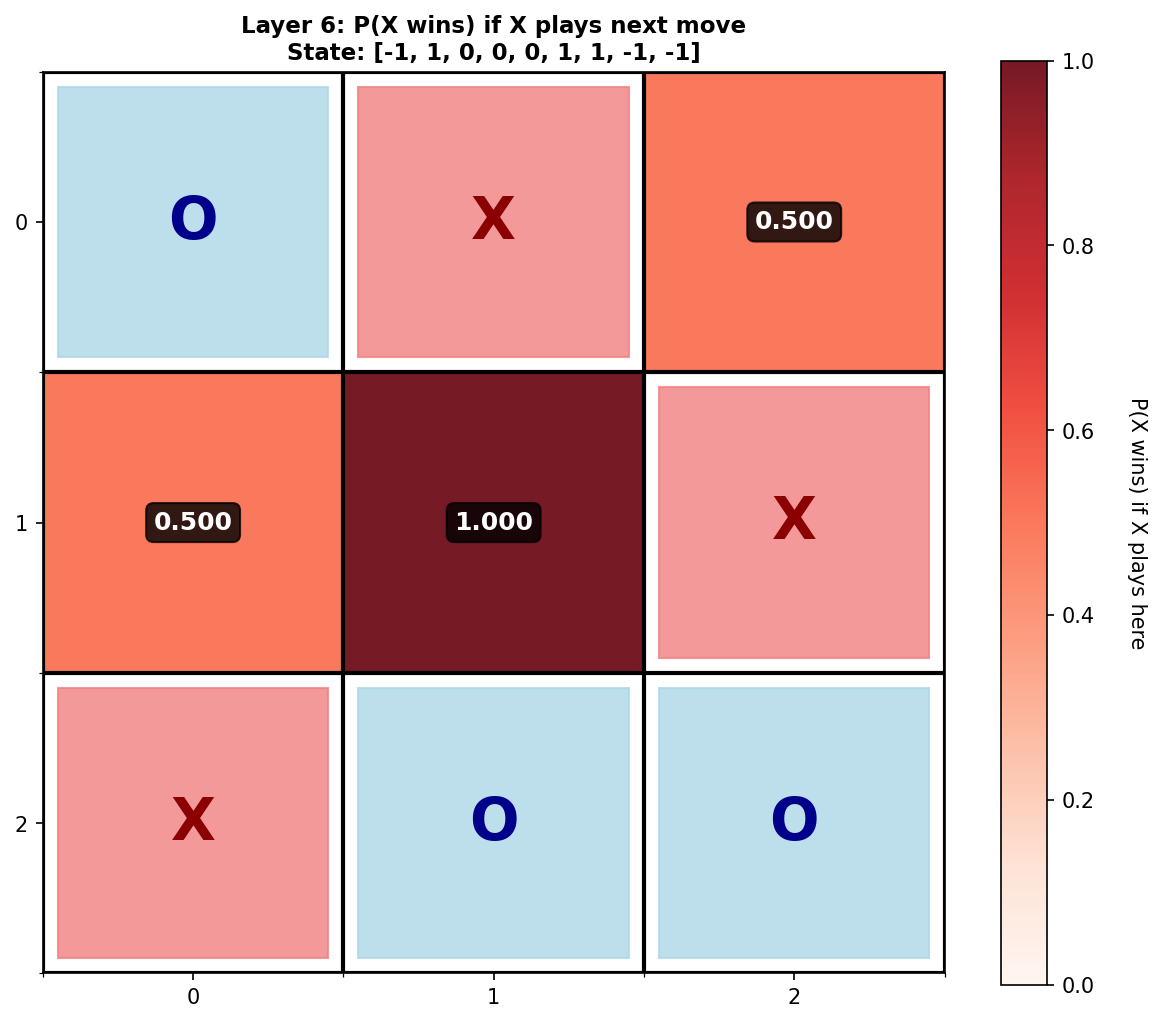 Layer 6: P(X wins) if X plays next move
State: [-1, 1, 0, 0, 0, 1, 1, -1, -1]
0
O
X
0.500
1
0.500
1.000
X
2
X
O
O
0
1
2
1.0
0.8
0.6
0.4
0.2
0.0
P(X wins) if X plays here